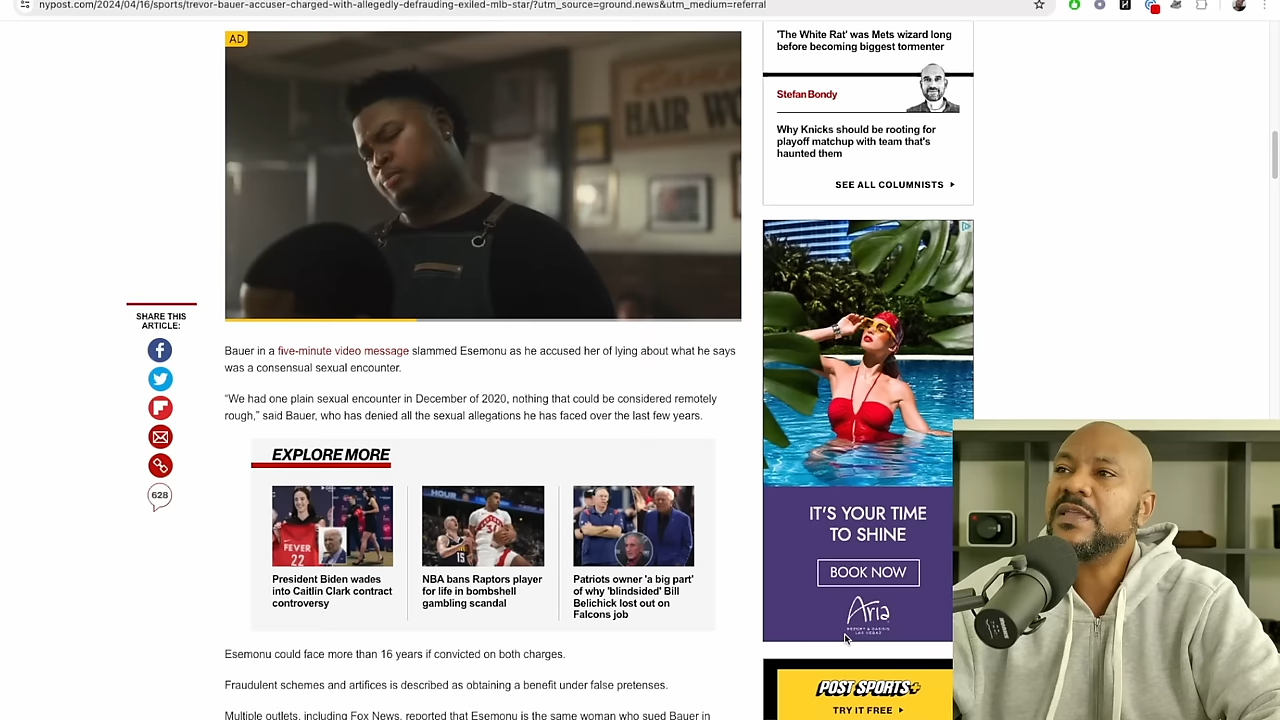 nypost.com/2024/04/16/sports/trevor-bauer-accuser-charged-with-allegedly-defrauding-exiled-mlb-star/?utm_source=ground.news&utm_medium=referral
AD
HAIR
'The White Rat' was Mets wizard long
before becoming biggest tormenter
Stefan Bondy
Why Knicks should be rooting for
playoff matchup with team that's
haunted them
SEE ALL COLUMNISTS
SHARE THIS
ARTICLE:
628
Bauer in a five-minute video message slammed Esemonu as he accused her of lying about what he says
was a consensual sexual encounter.
“We had one plain sexual encounter in December of 2020, nothing that could be considered remotely
rough,” said Bauer, who has denied all the sexual allegations he has faced over the last few years.
EXPLORE MORE
FEVER
22
HOUR
15
President Biden wades
into Caitlin Clark contract
controversy
NBA bans Raptors player
for life in bombshell
gambling scandal
Patriots owner 'a big part'
of why 'blindsided' Bill
Belichick lost out on
Falcons job
Esemonu could face more than 16 years if convicted on both charges.
Fraudulent schemes and artifices is described as obtaining a benefit under false pretenses.
Multiple outlets, including Fox News, reported that Esemonu is the same woman who sued Bauer in
IT'S YOUR TIME
TO SHINE
BOOK NOW
Aria
RESORT & CASINO
LAS VEGAS
POST SPORTS+
TRY IT FREE